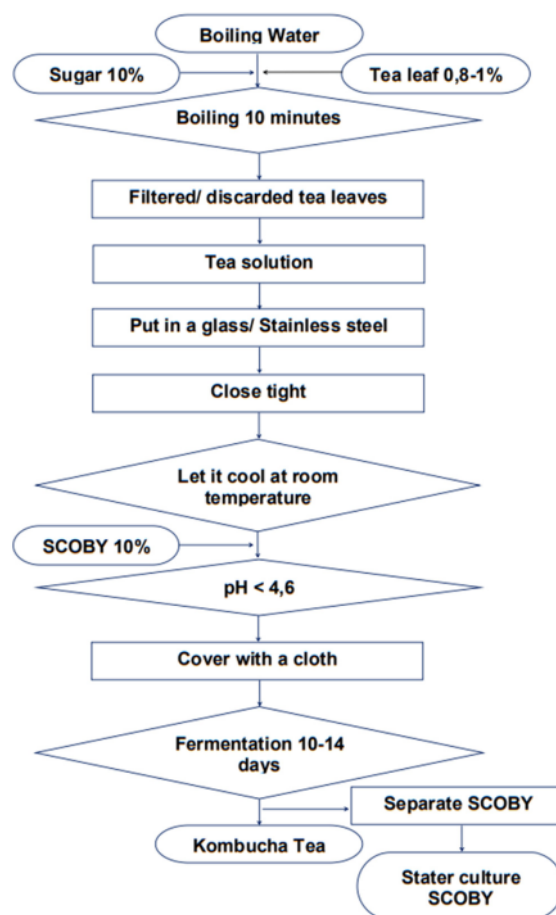 Boiling Water
Sugar 10%
Tea leaf 0,8-1%
Boiling 10 minutes
Filtered/ discarded tea leaves
Tea solution
Put in a glass/ Stainless steel
Close tight
Let it cool at room
temperature
SCOBY 10%
pH < 4,6
Cover with a cloth
Fermentation 10-14
days
Separate SCOBY
Kombucha Tea
Stater culture
SCOBY